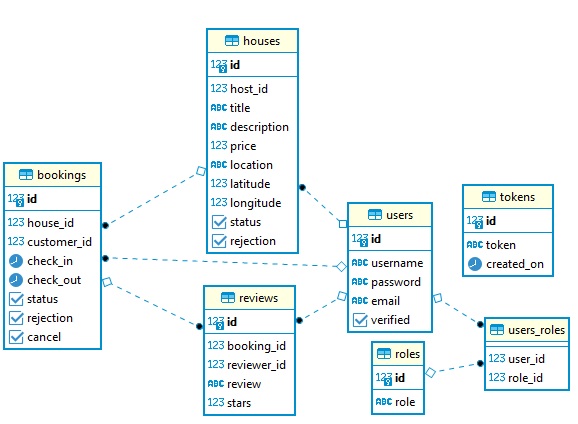 houses
123 id
123 host_id
ABC title
ABC description
123 price
ABC location
123 latitude
123 longitude
status
rejection
bookings
123 id
123 house_id
123 customer_id
check_in
check_out
status
rejection
cancel
users
123 id
ABC username
ABC password
ABC email
verified
tokens
123 id
ABC token
created_on
reviews
123 id
123 booking_id
123 reviewer_id
ABC review
123 stars
roles
123 id
ABC role
users_roles
123 user_id
123 role_id